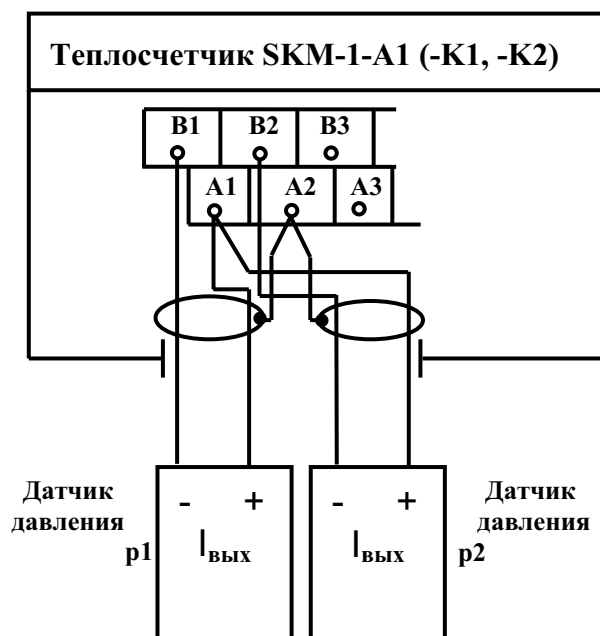 Теплосчетчик SKM-1-A1 (-K1, -K2)
B1 B2 B3
A1 A2 A3
Датчик давления p1
- +
Iвых
- +
Iвых
Датчик давления p2